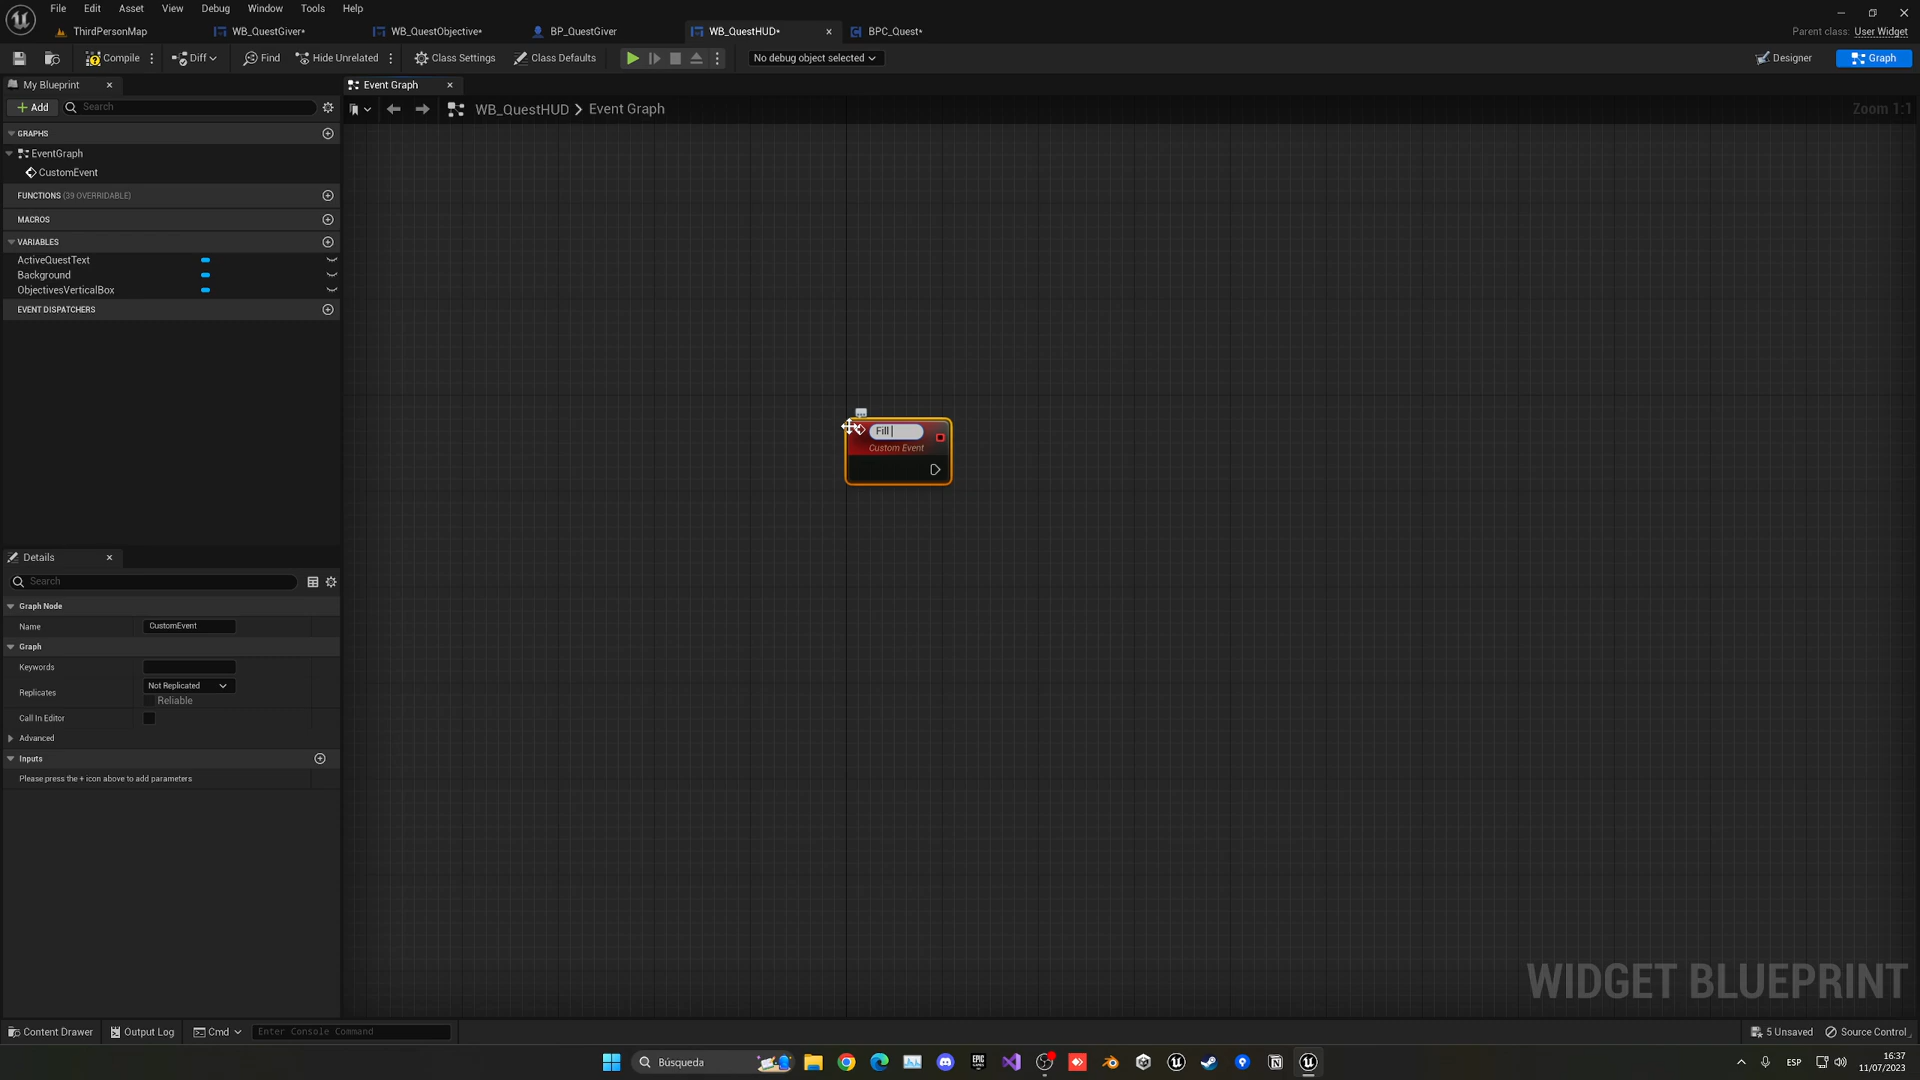 File Edit Asset View Debug Window Tools Help
ThirdPersonMap WB_QuestGiver* WB_QuestObjective* BP_QuestGiver WB_QuestHUD* BPC_Quest*
Parent class: User Widget
Compile Diff Find Hide Unrelated Class Settings Class Defaults No debug object selected Designer Graph
My Blueprint Event Graph
Add Search
WB_QuestHUD > Event Graph
Zoom 1:1
GRAPHS
EventGraph
CustomEvent
FUNCTIONS (39 OVERRIDABLE)
MACROS
VARIABLES
ActiveQuestText
Background
ObjectivesVerticalBox
EVENT DISPATCHERS
Fill
Custom Event
Details
Search
Graph Node
Name CustomEvent
Graph
Keywords
Replicates Not Replicated
Reliable
Call In Editor
Advanced
Inputs
Please press the + icon above to add parameters
WIDGET BLUEPRINT
Content Drawer Output Log Cmd Enter Console Command 5 Unsaved Source Control
Búsqueda
EPIC GAMES
ESP
16:37
11/07/2023